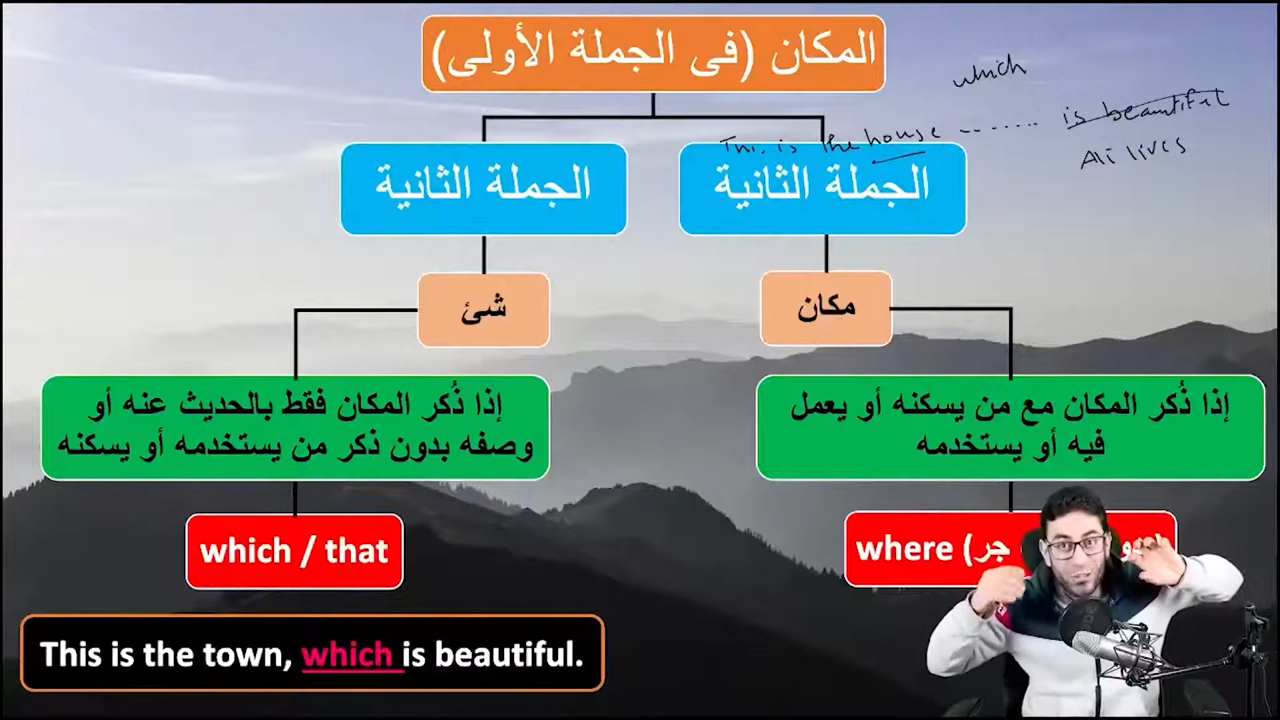 المكان (فى الجملة الأولى)
which
This is the house ........ is beautiful
Ali lives
الجملة الثانية
الجملة الثانية
مكان
شئ
إذا ذُكر المكان مع من يسكنه أو يعمل
فيه أو يستخدمه
إذا ذُكر المكان فقط بالحديث عنه أو
وصفه بدون ذكر من يستخدمه أو يسكنه
where (جر
which / that
This is the town, which is beautiful.